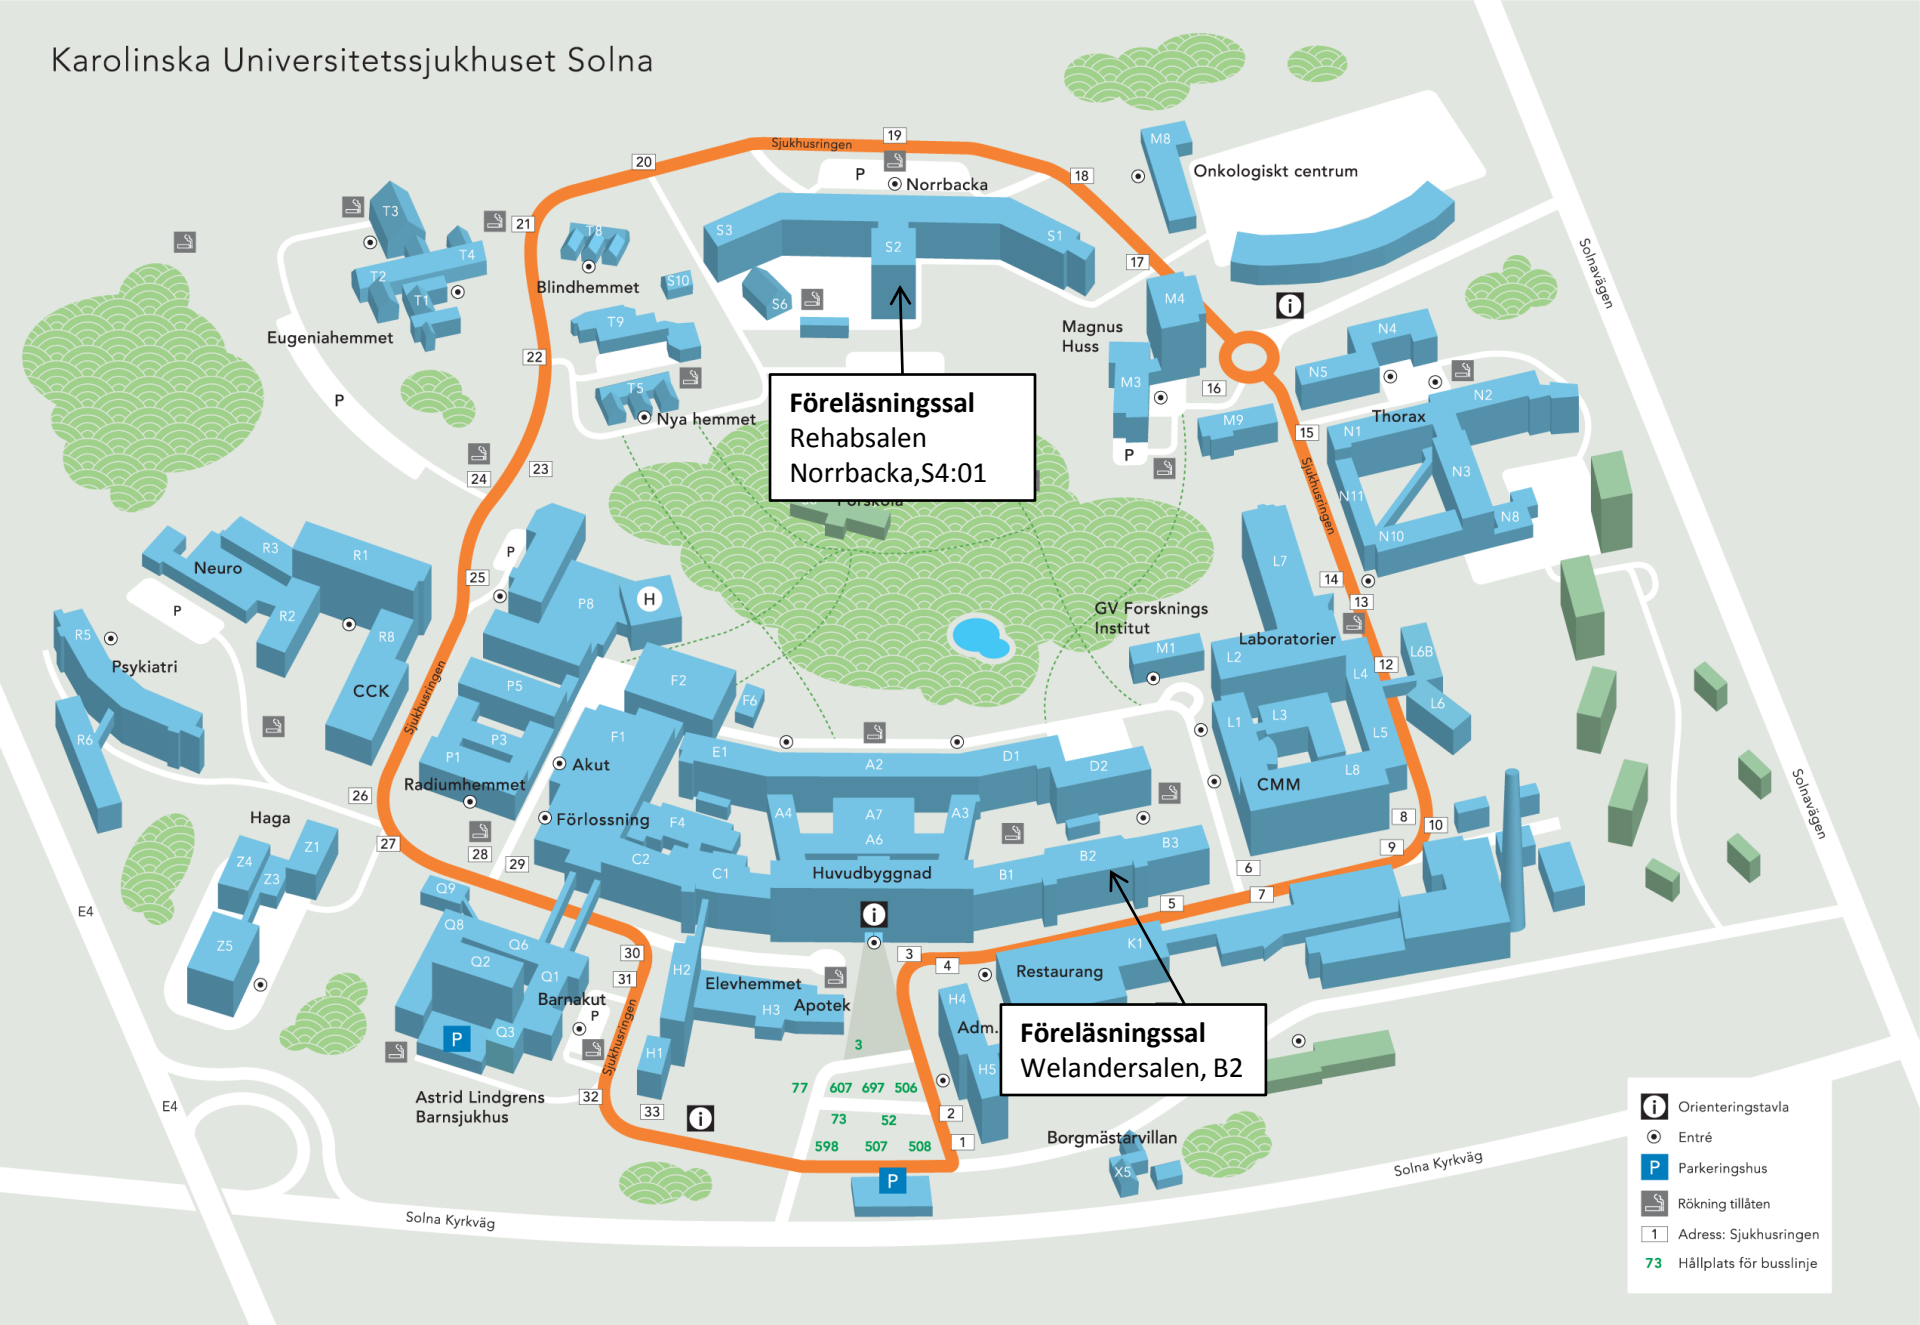 Karolinska Universitetssjukhuset Solna
19
Sjukhusringen
20
18
P
Norrbacka
M8
Onkologiskt centrum
T3
21
T8
S3
S2
S1
T4
T2
T1
Blindhemmet
S10
S6
17
M4
Solnavägen
Eugeniahemmet
T9
Magnus
Huss
N4
22
N5
M3
16
P
T5
Nya hemmet
Föreläsningssal
Rehabsalen
Norrbacka,S4:01
Förskola
M9
15
Thorax
N2
N1
P
24
23
Sjukhusringen
N3
N11
N8
N10
R3
R1
Neuro
P
25
L7
14
13
P
R2
R8
P8
H
GV Forsknings
Institut
Laboratorier
R5
Psykiatri
M1
L2
L6B
12
L4
CCK
Sjukhusringen
P5
F2
F6
L6
R6
P3
P1
F1
L1
L3
L5
E1
A2
D1
D2
Akut
L8
CMM
Radiumhemmet
26
Solnavägen
Haga
Förlossning
A4
A7
A3
F4
A6
8
10
27
28
29
C2
C1
Huvudbyggnad
B1
B2
B3
9
6
Z4
Z1
Z3
Q9
7
5
E4
Z5
Q8
Q6
Q2
Q1
30
31
3
4
K1
H2
Restaurang
Elevhemmet
Apotek
H3
H4
Adm.
Barnakut
P
P
Q3
H1
Sjukhusringen
3
H5
Föreläsningssal
Welandersalen, B2
77
607
697
506
E4
Astrid Lindgrens
Barnsjukhus
32
33
73
52
2
598
507
508
1
Borgmästarvillan
X5
P
Solna Kyrkväg
Solna Kyrkväg
Orienteringstavla
Entré
P
Parkeringshus
Rökning tillåten
1
Adress: Sjukhusringen
73
Hållplats för busslinje